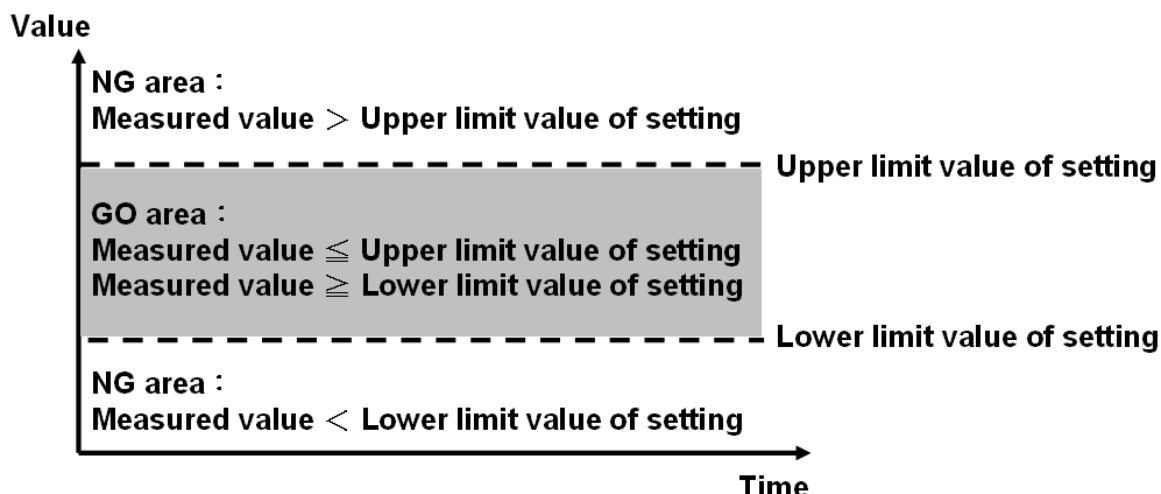 Value
NG area：
Measured value ＞ Upper limit value of setting
Upper limit value of setting
GO area：
Measured value ≦ Upper limit value of setting
Measured value ≧ Lower limit value of setting
Lower limit value of setting
NG area：
Measured value ＜ Lower limit value of setting
Time